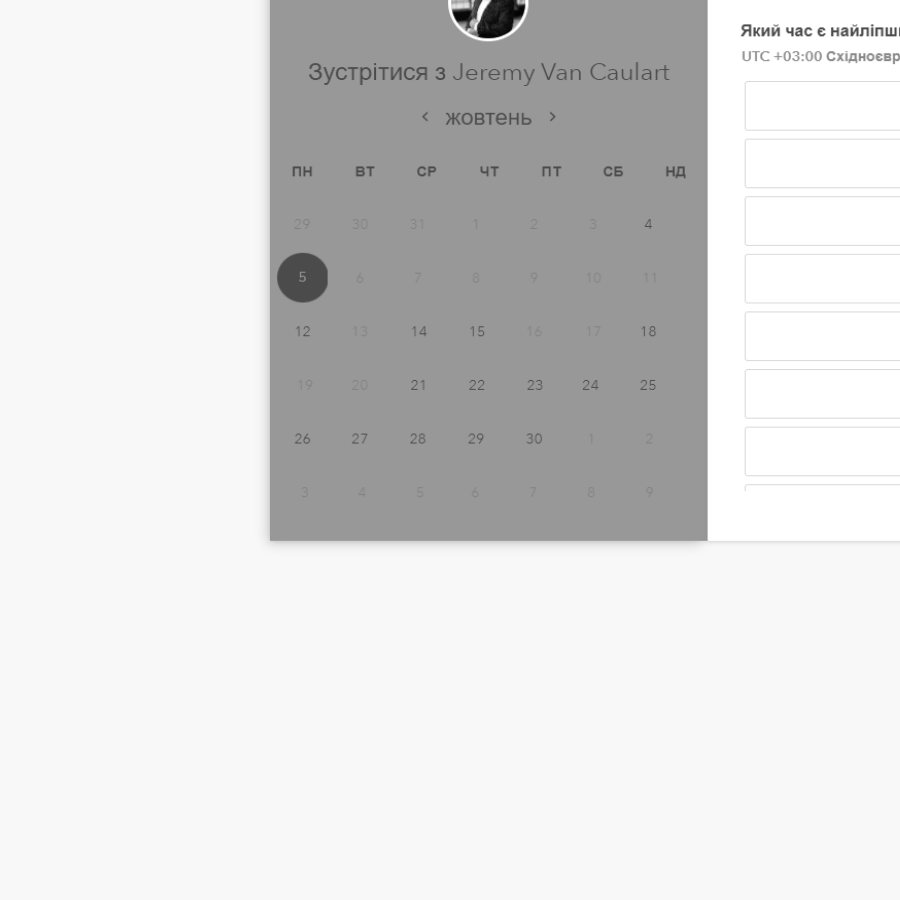 Зустрітися з Jeremy Van Caulart
жовтень
ПН ВТ СР ЧТ ПТ СБ НД
29 30 31 1 2 3 4
5 6 7 8 9 10 11
12 13 14 15 16 17 18
19 20 21 22 23 24 25
26 27 28 29 30 1 2
3 4 5 6 7 8 9
Який час є найліпш
UTC +03:00 Східноєвр